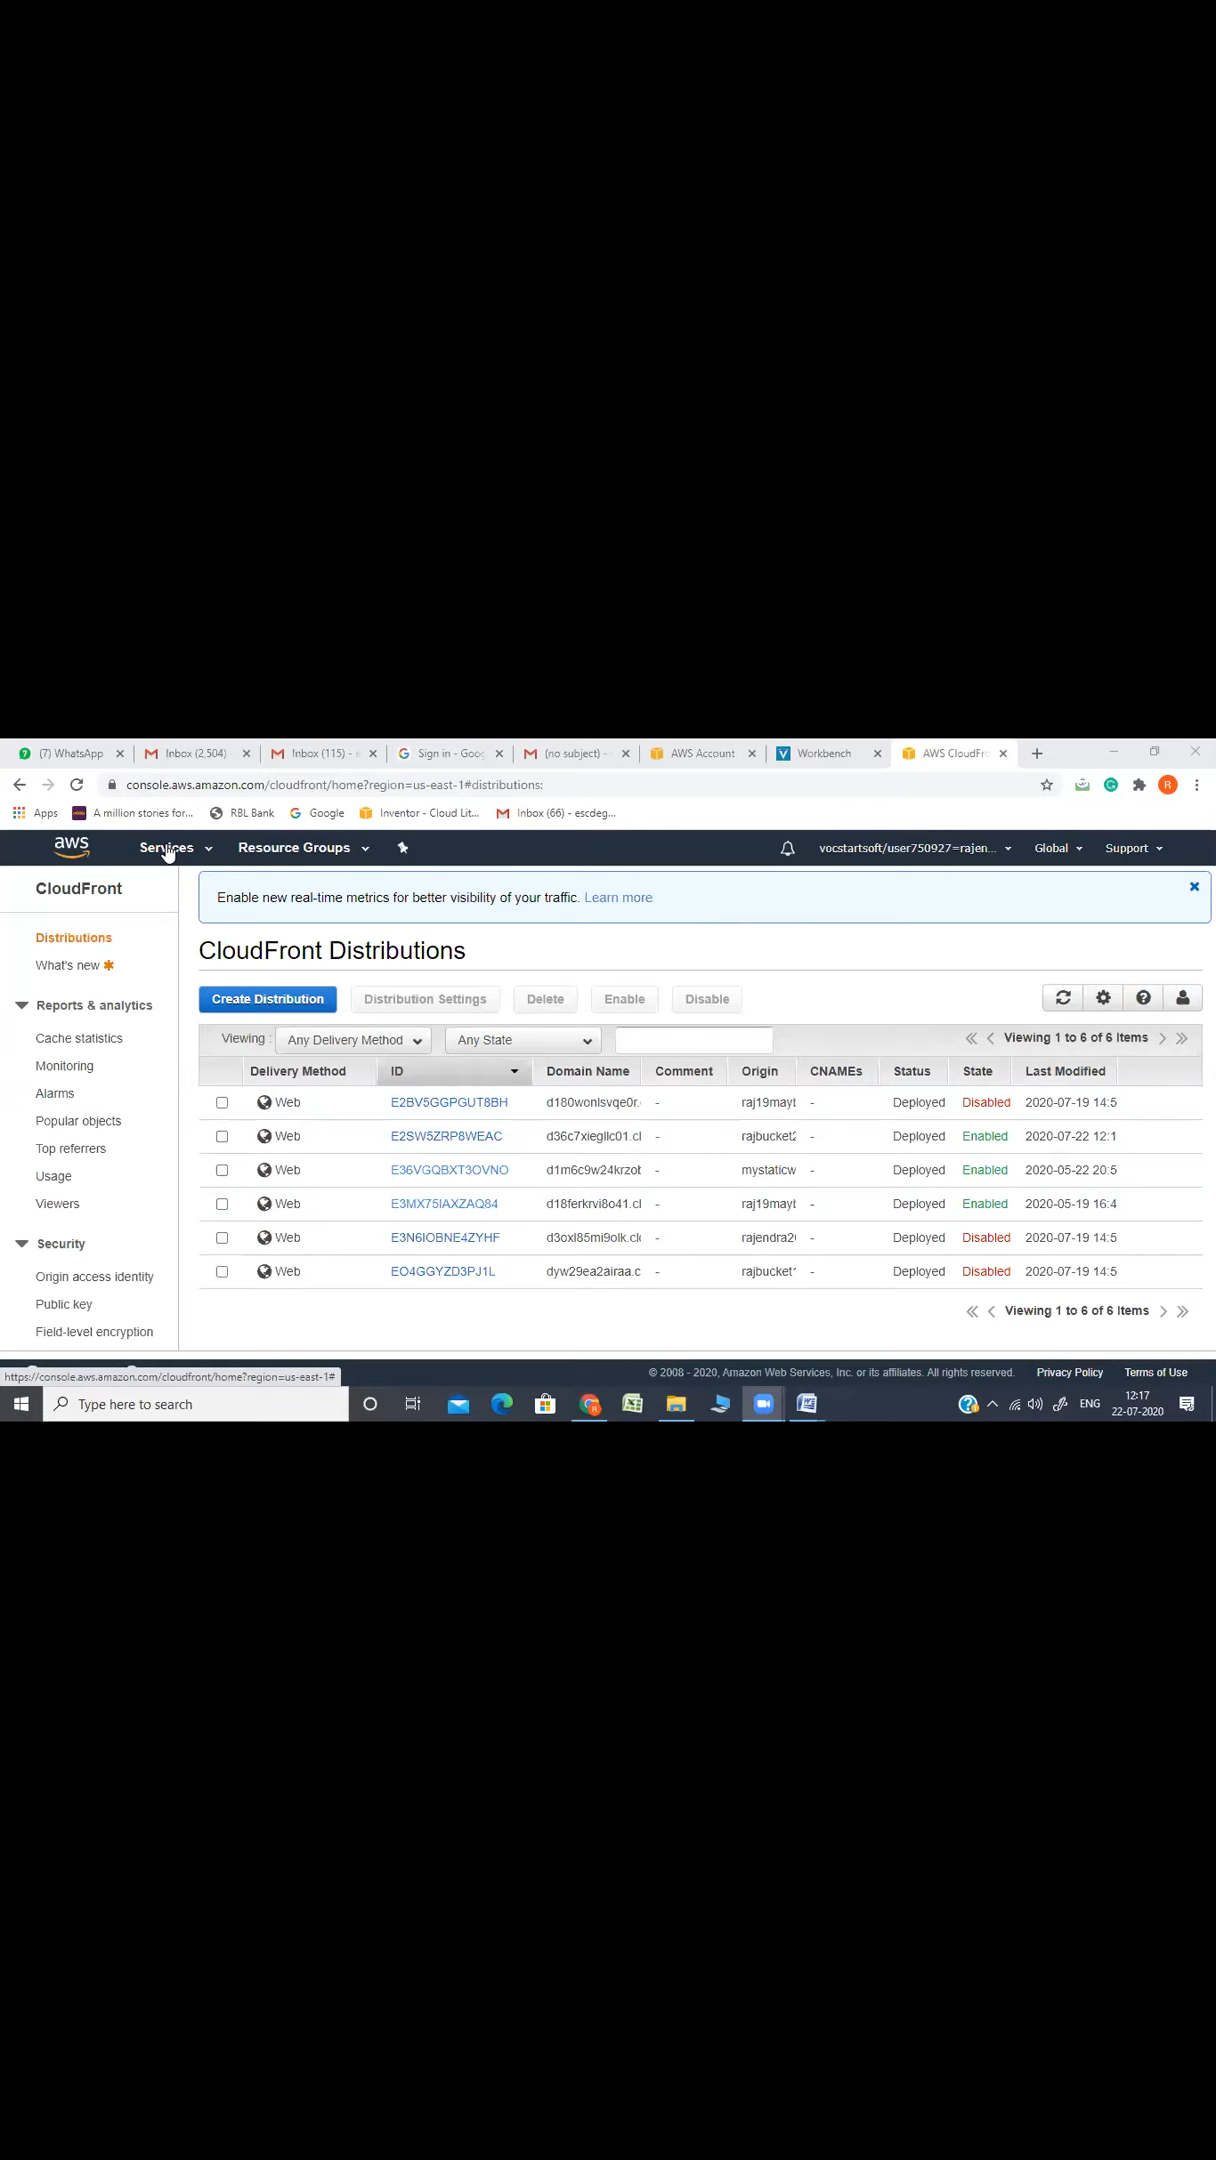 (7) WhatsApp
Inbox (2,504)
Inbox (115) - e
Sign in - Goog
(no subject) -
AWS Account
Workbench
AWS CloudFro
console.aws.amazon.com/cloudfront/home?region=us-east-1#distributions:
Apps
A million stories for...
RBL Bank
Google
Inventor - Cloud Lit...
Inbox (66) - escdeg...
aws
Services
Resource Groups
vocstartsoft/user750927=rajen...
Global
Support
CloudFront
Distributions
What's new
Reports & analytics
Cache statistics
Monitoring
Alarms
Popular objects
Top referrers
Usage
Viewers
Security
Origin access identity
Public key
Field-level encryption
Enable new real-time metrics for better visibility of your traffic. Learn more
CloudFront Distributions
Create Distribution Distribution Settings Delete Enable Disable
Viewing : Any Delivery Method Any State Viewing 1 to 6 of 6 Items
Delivery Method ID Domain Name Comment Origin CNAMEs Status State Last Modified
Web E2BV5GGPGUT8BH d180wonlsvqe0r. - raj19mayb - Deployed Disabled 2020-07-19 14:5
Web E2SW5ZRP8WEAC d36c7xiegllc01.cl - rajbucket2 - Deployed Enabled 2020-07-22 12:1
Web E36VGQBXT3OVNO d1m6c9w24krzot - mystaticw - Deployed Enabled 2020-05-22 20:5
Web E3MX75IAXZAQ84 d18ferkrvi8o41.cl - raj19mayb - Deployed Enabled 2020-05-19 16:4
Web E3N6IOBNE4ZYHF d3oxl85mi9olk.cl - rajendra2 - Deployed Disabled 2020-07-19 14:5
Web EO4GGYZD3PJ1L dyw29ea2airaa.c - rajbucket - Deployed Disabled 2020-07-19 14:5
Viewing 1 to 6 of 6 Items
https://console.aws.amazon.com/cloudfront/home?region=us-east-1#
© 2008 - 2020, Amazon Web Services, Inc. or its affiliates. All rights reserved. Privacy Policy Terms of Use
Type here to search
ENG
12:17
22-07-2020